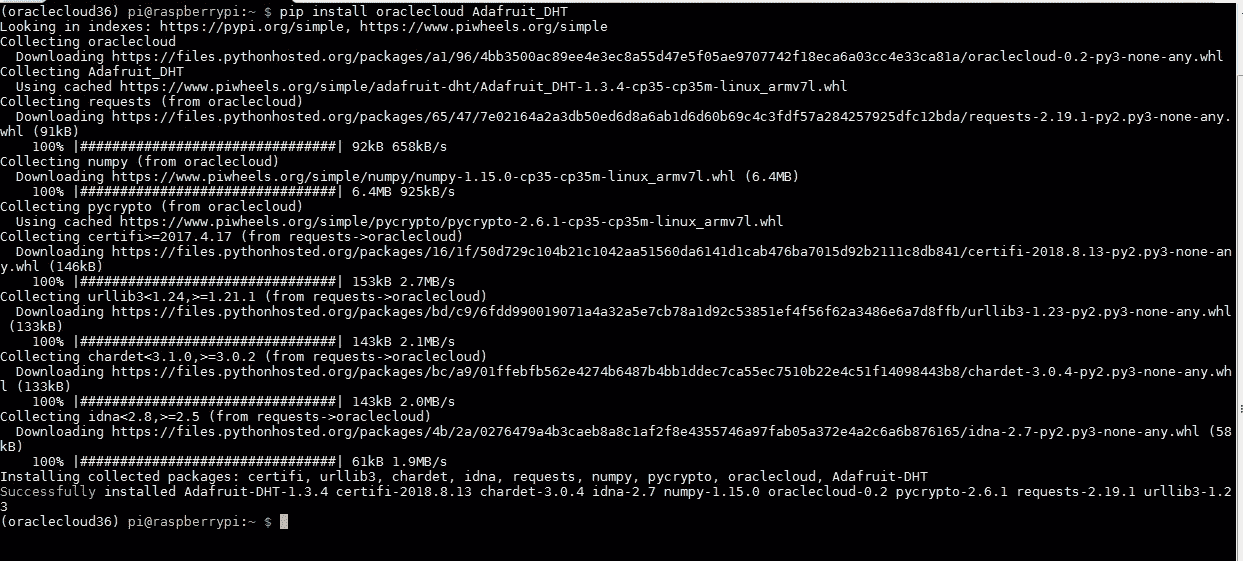 (oraclecloud36) pi@raspberrypi:~ $ pip install oraclecloud Adafruit_DHT
Looking in indexes: https://pypi.org/simple, https://www.piwheels.org/simple
Collecting oraclecloud
  Downloading https://files.pythonhosted.org/packages/a1/96/4bb3500ac89ee4e3ec8a55d47e5f05ae9707742f18eca6a03cc4e33ca81a/oraclecloud-0.2-py3-none-any.whl
Collecting Adafruit_DHT
  Using cached https://www.piwheels.org/simple/adafruit-dht/Adafruit_DHT-1.3.4-cp35-cp35m-linux_armv7l.whl
Collecting requests (from oraclecloud)
  Downloading https://files.pythonhosted.org/packages/65/47/7e02164a2a3db50ed6d8a6ab1d6d60b69c4c3fdf57a284257925dfc12bda/requests-2.19.1-py2.py3-none-any.
whl (91kB)
    100% |################################| 92kB 658kB/s
Collecting numpy (from oraclecloud)
  Downloading https://www.piwheels.org/simple/numpy/numpy-1.15.0-cp35-cp35m-linux_armv7l.whl (6.4MB)
    100% |################################| 6.4MB 925kB/s
Collecting pycrypto (from oraclecloud)
  Using cached https://www.piwheels.org/simple/pycrypto/pycrypto-2.6.1-cp35-cp35m-linux_armv7l.whl
Collecting certifi>=2017.4.17 (from requests->oraclecloud)
  Downloading https://files.pythonhosted.org/packages/16/1f/50d729c104b21c1042aa51560da6141d1cab476ba7015d92b2111c8db841/certifi-2018.8.13-py2.py3-none-an
y.whl (146kB)
    100% |################################| 153kB 2.7MB/s
Collecting urllib3<1.24,>=1.21.1 (from requests->oraclecloud)
  Downloading https://files.pythonhosted.org/packages/bd/c9/6fdd990019071a4a32a5e7cb78a1d92c53851ef4f56f62a3486e6a7d8ffb/urllib3-1.23-py2.py3-none-any.whl
 (133kB)
    100% |################################| 143kB 2.1MB/s
Collecting chardet<3.1.0,>=3.0.2 (from requests->oraclecloud)
  Downloading https://files.pythonhosted.org/packages/bc/a9/01ffebfb562e4274b6487b4bb1ddec7ca55ec7510b22e4c51f14098443b8/chardet-3.0.4-py2.py3-none-any.wh
l (133kB)
    100% |################################| 143kB 2.0MB/s
Collecting idna<2.8,>=2.5 (from requests->oraclecloud)
  Downloading https://files.pythonhosted.org/packages/4b/2a/0276479a4b3caeb8a8c1af2f8e4355746a97fab05a372e4a2c6a6b876165/idna-2.7-py2.py3-none-any.whl (58
kB)
    100% |################################| 61kB 1.9MB/s
Installing collected packages: certifi, urllib3, chardet, idna, requests, numpy, pycrypto, oraclecloud, Adafruit-DHT
Successfully installed Adafruit-DHT-1.3.4 certifi-2018.8.13 chardet-3.0.4 idna-2.7 numpy-1.15.0 oraclecloud-0.2 pycrypto-2.6.1 requests-2.19.1 urllib3-1.2
3
(oraclecloud36) pi@raspberrypi:~ $